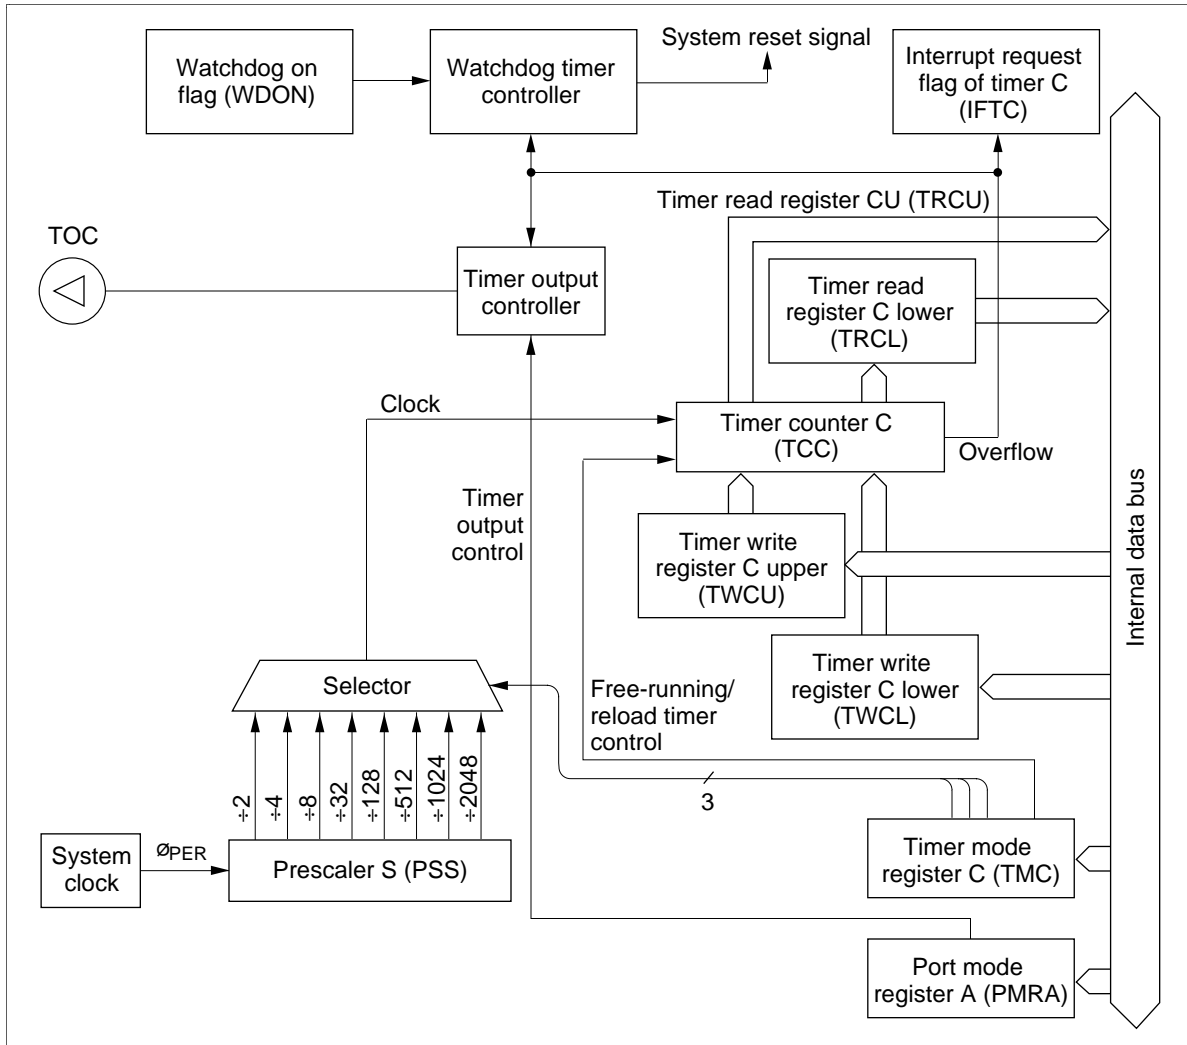 System reset signal
Watchdog on
flag (WDON)
Watchdog timer
controller
Interrupt request
flag of timer C
(IFTC)
Timer read register CU (TRCU)
TOC
Timer output
controller
Timer read
register C lower
(TRCL)
Clock
Timer counter C
(TCC)
Overflow
Timer
output
control
Timer write
register C upper
(TWCU)
Internal data bus
Timer write
register C lower
(TWCL)
Selector
Free-running/
reload timer
control
÷2
÷4
÷8
÷32
÷128
÷512
÷1024
÷2048
3
System
clock
ØPER
Prescaler S (PSS)
Timer mode
register C (TMC)
Port mode
register A (PMRA)